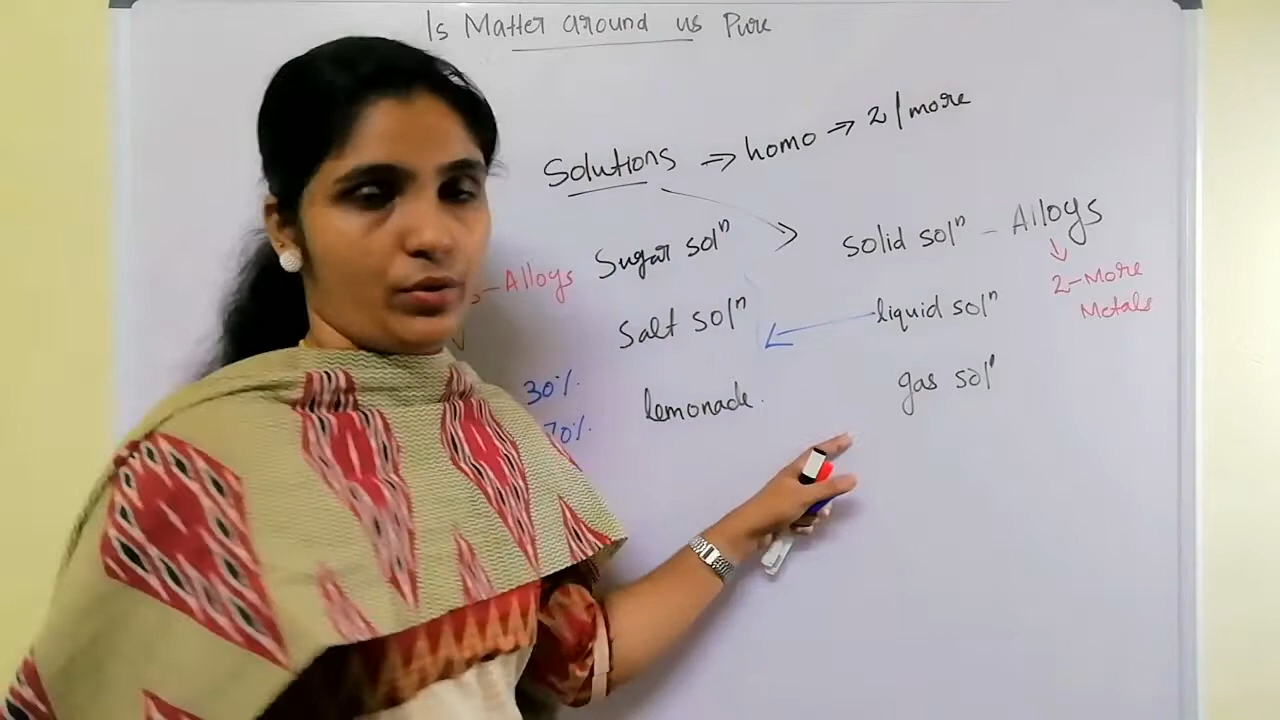 Is Matter around us Pure
Solutions ⇒ homo ⇒ 2/more
Sugar solⁿ
Salt solⁿ
lemonade.
solid solⁿ - Alloys
2-More
Metals
liquid solⁿ
gas solⁿ
-Alloys
30%.
70%.